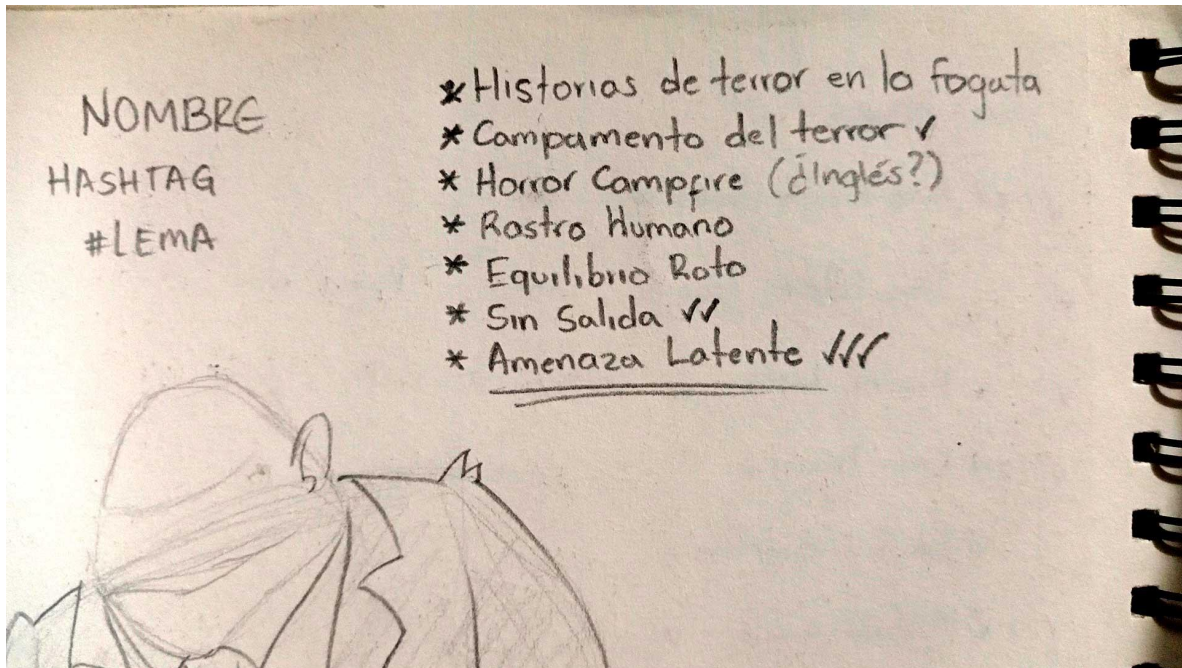 NOMBRE
HASHTAG
#LEMA
* Historias de terror en la fogata
* Campamento del terror ✓
* Horror Campfire (¿Inglés?)
* Rostro Humano
* Equilibrio Roto
* Sin Salida ✓✓
* Amenaza Latente ✓✓✓